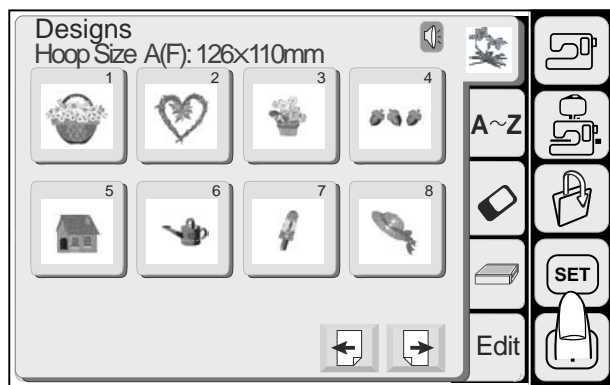 Designs
Hoop Size A(F): 126×110mm
1 2 3 4
A~Z
5 6 7 8
SET
Edit